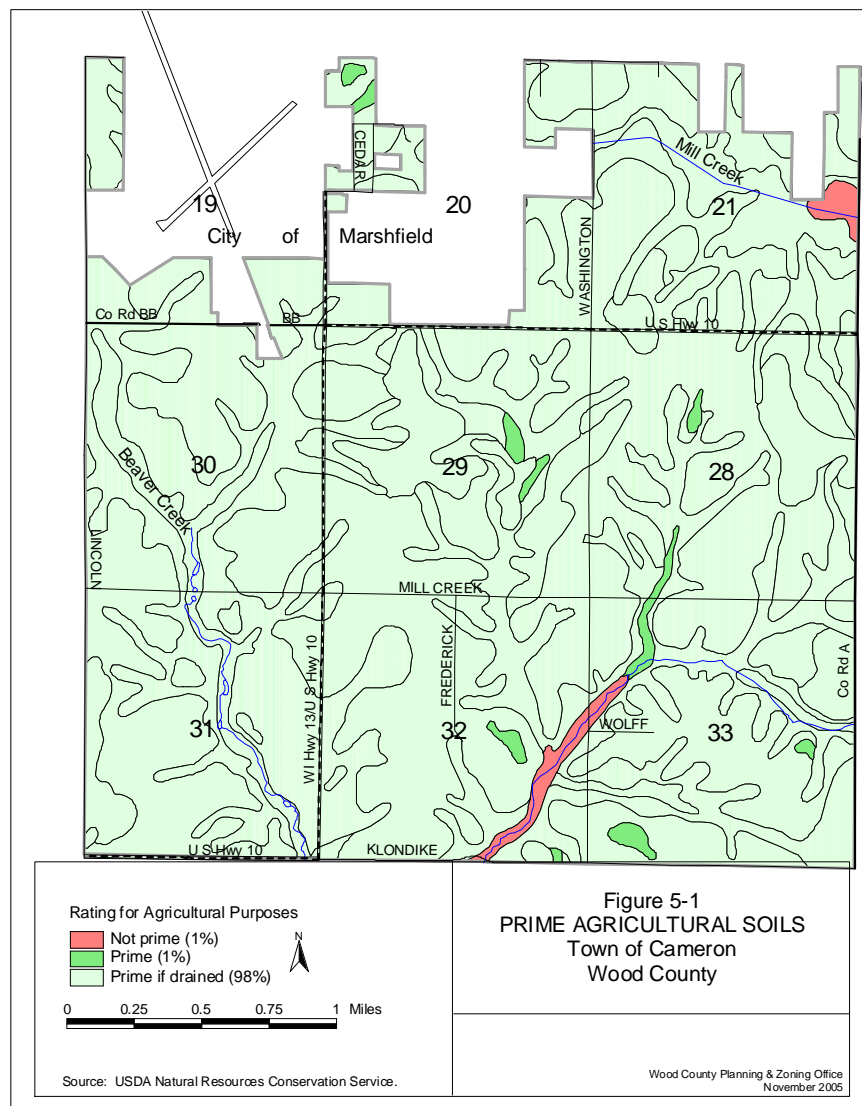 CEDAR
Mill Creek
19
20
21
City of Marshfield
WASHINGTON
Co Rd BB
BB
U S Hwy 10
Beaver Creek
30
29
28
LINCOLN
MILL CREEK
WI Hwy 13/U S Hwy 10
FREDERICK
Co Rd A
31
32
WOLFF
33
U S Hwy 10
KLONDIKE
Rating for Agricultural Purposes
Not prime (1%)
Prime (1%)
Prime if drained (98%)
N
0 0.25 0.5 0.75 1 Miles
Source: USDA Natural Resources Conservation Service.
Figure 5-1
PRIME AGRICULTURAL SOILS
Town of Cameron
Wood County
Wood County Planning & Zoning Office
November 2005